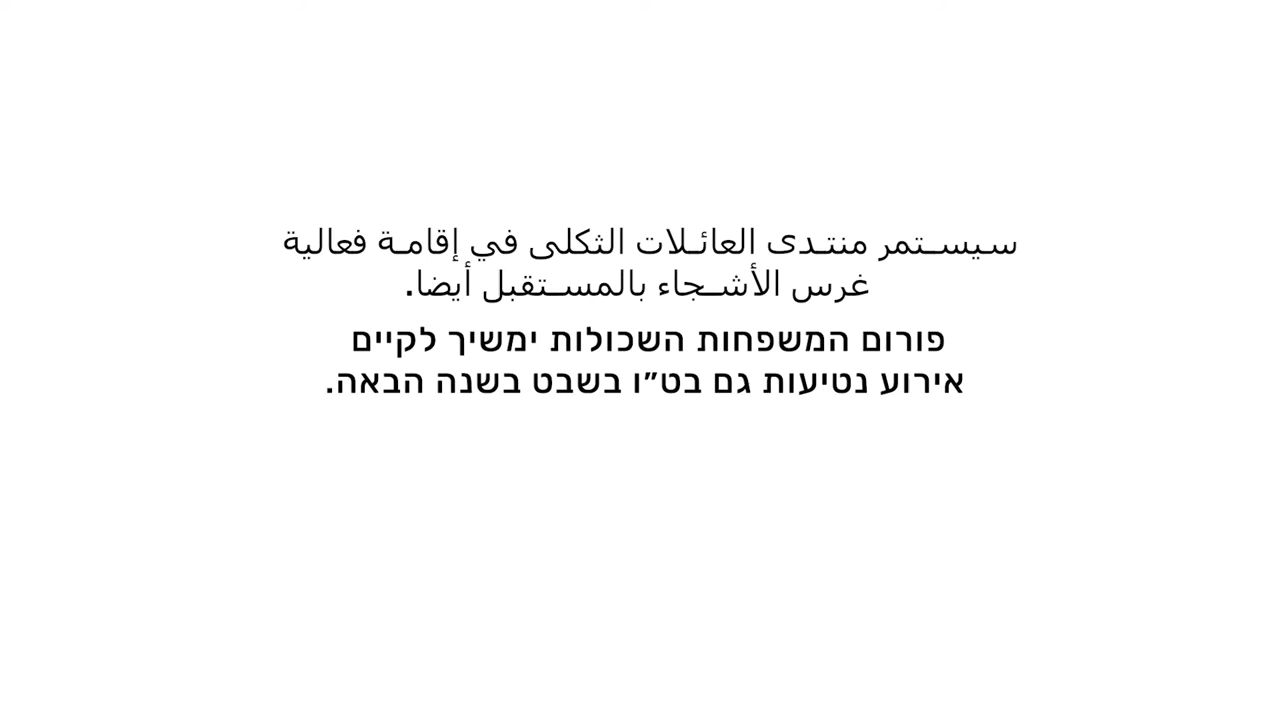 سيستمر منتدى العائلات الثكلى في إقامة فعالية
غرس الأشجاء بالمستقبل أيضا.
פורום המשפחות השכולות ימשיך לקיים
אירוע נטיעות גם בט״ו בשבט בשנה הבאה.